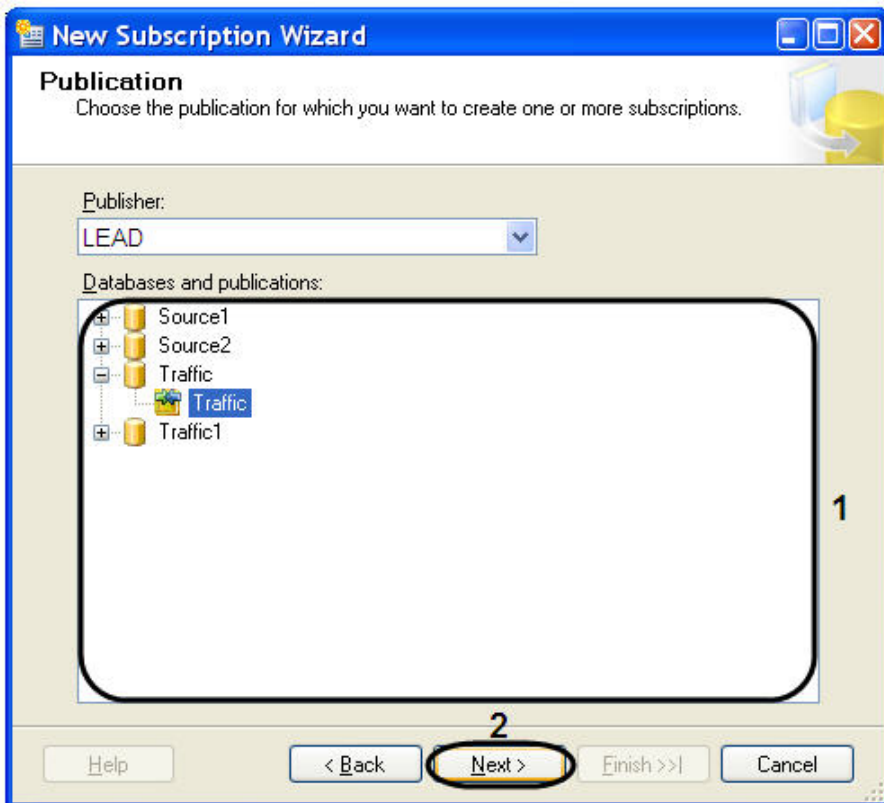 New Subscription Wizard
Publication
Choose the publication for which you want to create one or more subscriptions.
Publisher:
LEAD
Databases and publications:
Source1
Source2
Traffic
Traffic
Traffic1
1
2
Help
< Back
Next >
Finish >>|
Cancel